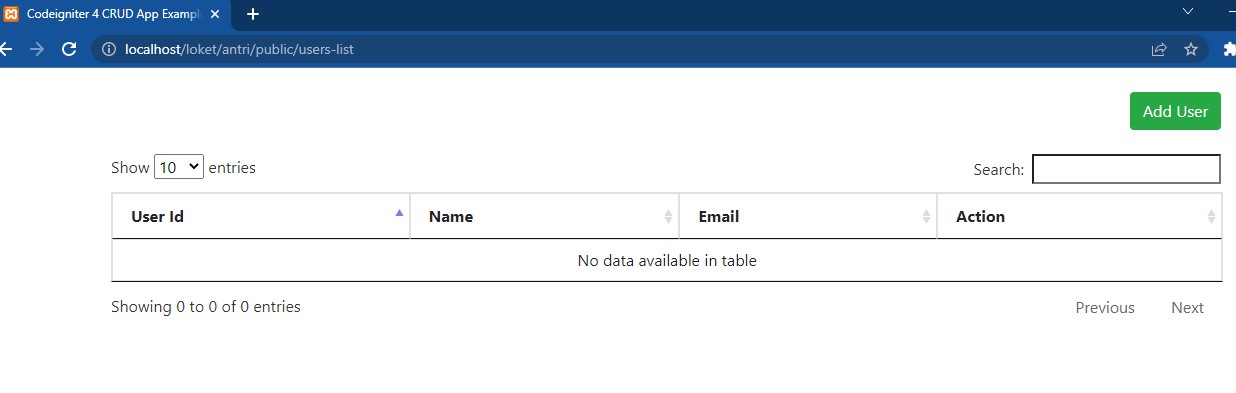 Codeigniter 4 CRUD App Exampl
localhost/loket/antri/public/users-list
Add User
Show 10 entries
Search:
User Id Name Email Action
No data available in table
Showing 0 to 0 of 0 entries
Previous Next